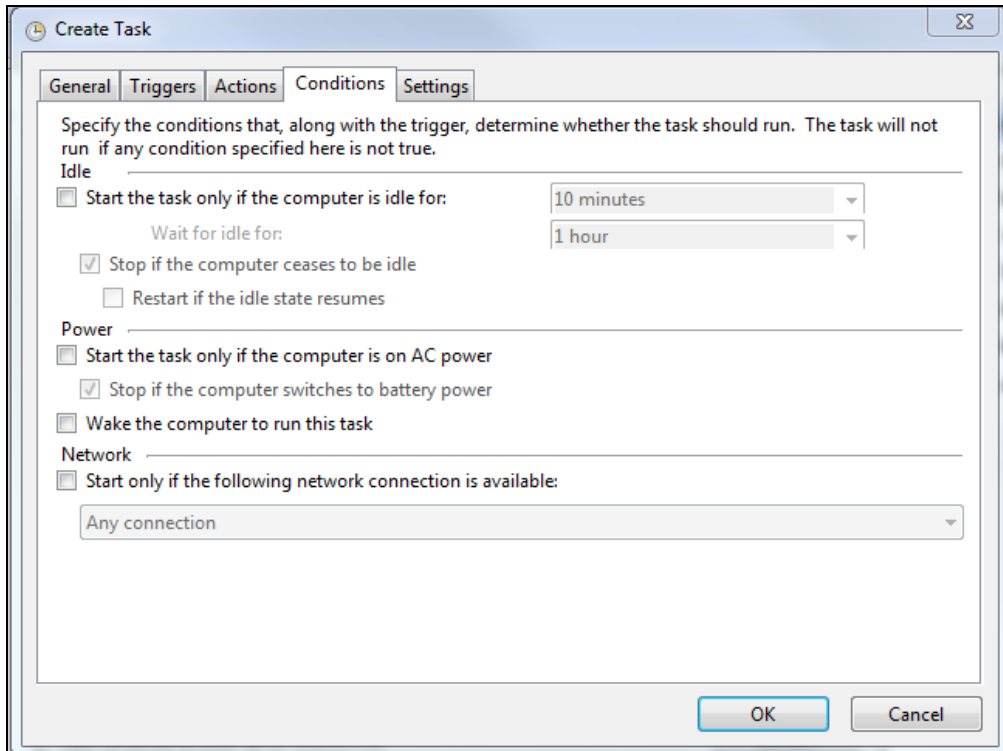 Create Task
General Triggers Actions Conditions Settings
Specify the conditions that, along with the trigger, determine whether the task should run.  The task will not
run  if any condition specified here is not true.
Idle
Start the task only if the computer is idle for: 10 minutes
Wait for idle for: 1 hour
Stop if the computer ceases to be idle
Restart if the idle state resumes
Power
Start the task only if the computer is on AC power
Stop if the computer switches to battery power
Wake the computer to run this task
Network
Start only if the following network connection is available:
Any connection
OK Cancel